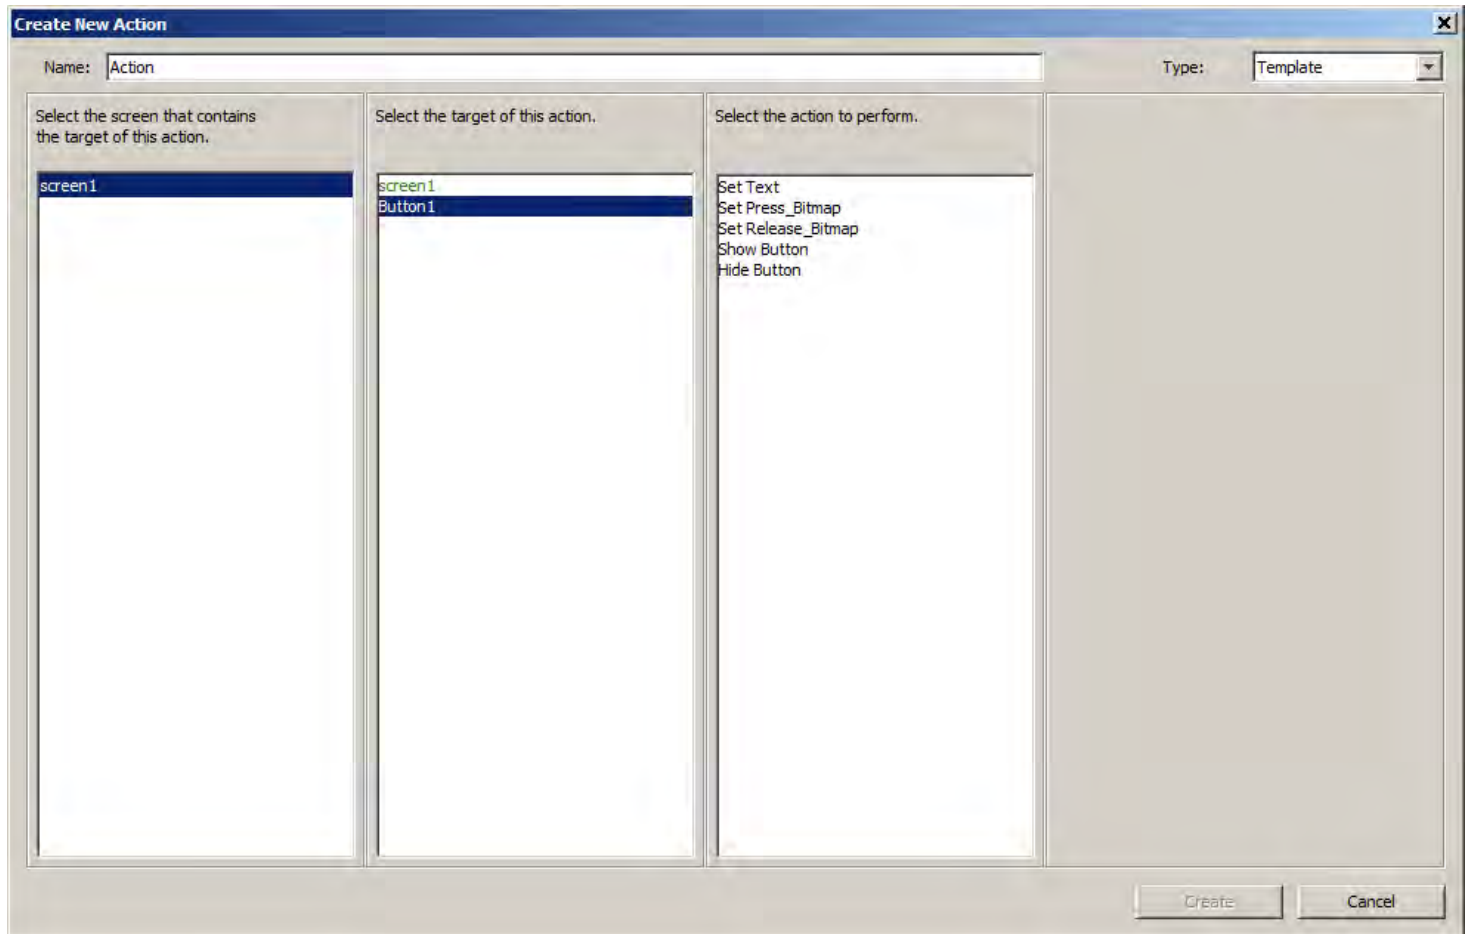 Create New Action
Name: Action
Type: Template
Select the screen that contains
the target of this action.
screen1
Select the target of this action.
screen1
Button1
Select the action to perform.
Set Text
Set Press_Bitmap
Set Release_Bitmap
Show Button
Hide Button
Create
Cancel